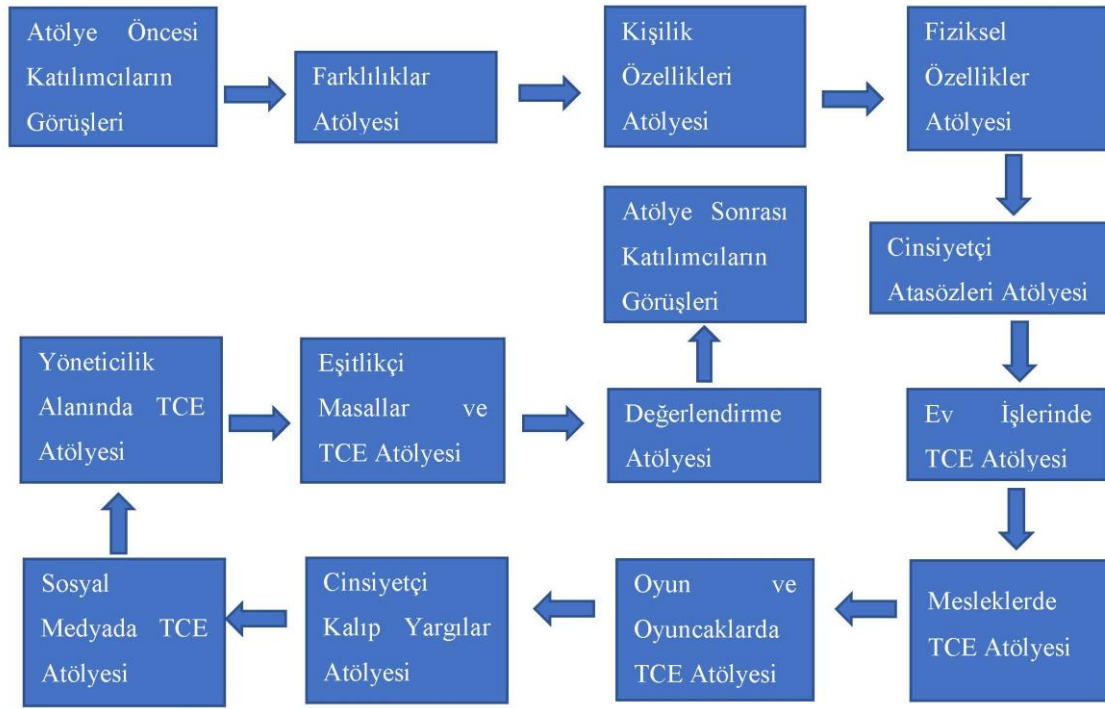 Atölye Öncesi
Katılımcıların
Görüşleri
Farklılıklar
Atölyesi
Kişilik
Özellikleri
Atölyesi
Fiziksel
Özellikler
Atölyesi
Cinsiyetçi
Atasözleri Atölyesi
Ev İşlerinde
TCE Atölyesi
Mesleklerde
TCE Atölyesi
Oyun ve
Oyuncaklarda
TCE Atölyesi
Cinsiyetçi
Kalıp Yargılar
Atölyesi
Sosyal
Medyada TCE
Atölyesi
Yöneticilik
Alanında TCE
Atölyesi
Eşitlikçi
Masallar ve
TCE Atölyesi
Değerlendirme
Atölyesi
Atölye Sonrası
Katılımcıların
Görüşleri